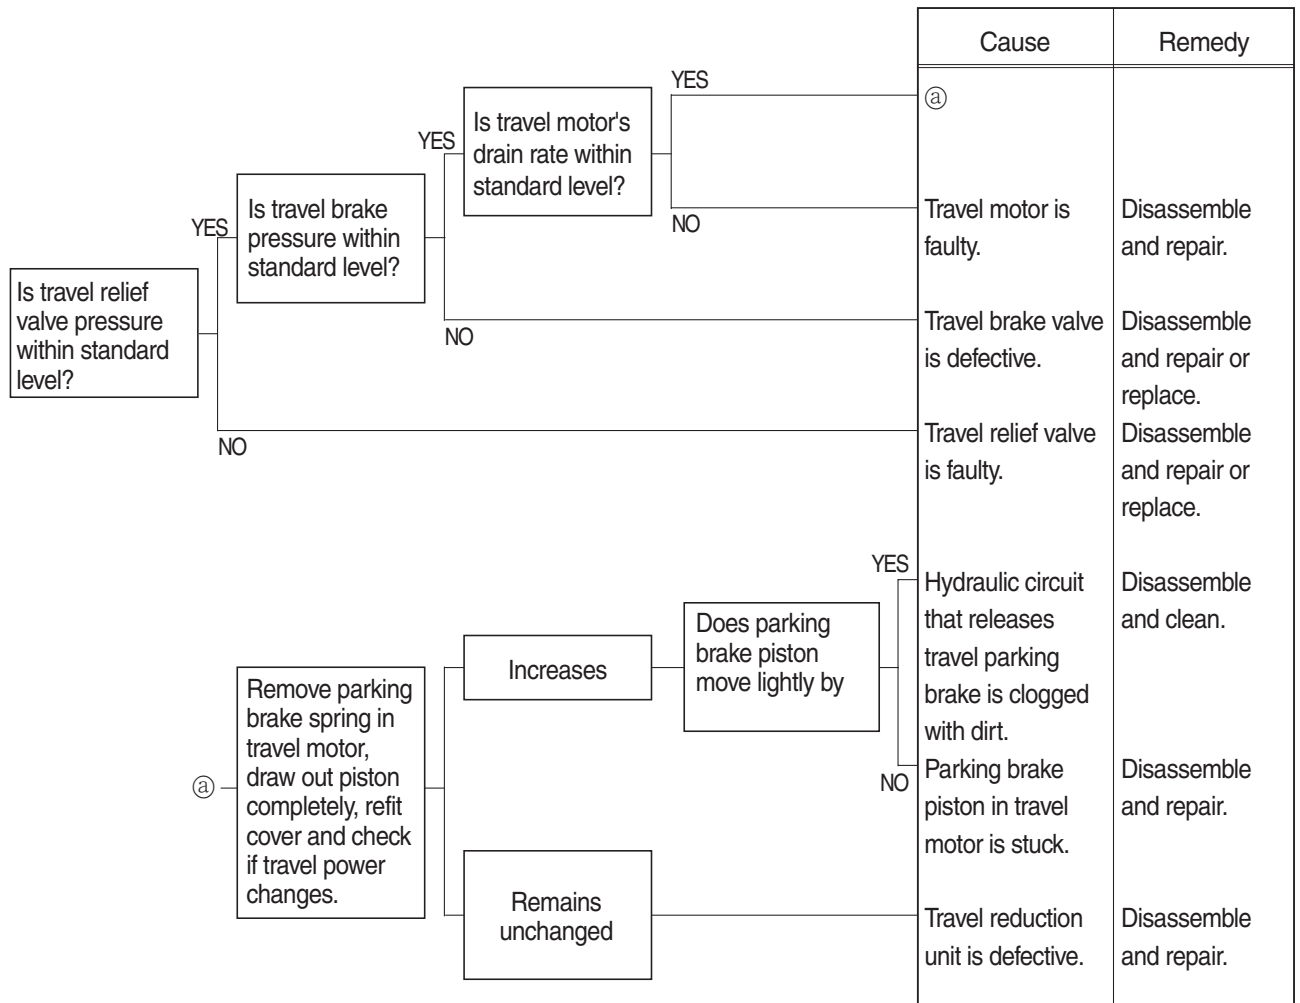 Cause
Remedy
YES
ⓐ
Is travel motor's
drain rate within
standard level?
YES
NO
Travel motor is
faulty.
Disassemble
and repair.
Is travel brake
pressure within
standard level?
YES
NO
Travel brake valve
is defective.
Disassemble
and repair or
replace.
Is travel relief
valve pressure
within standard
level?
NO
Travel relief valve
is faulty.
Disassemble
and repair or
replace.
YES
Hydraulic circuit
that releases
travel parking
brake is clogged
with dirt.
Disassemble
and clean.
Does parking
brake piston
move lightly by
Increases
ⓐ
Remove parking
brake spring in
travel motor,
draw out piston
completely, refit
cover and check
if travel power
changes.
NO
Parking brake
piston in travel
motor is stuck.
Disassemble
and repair.
Remains
unchanged
Travel reduction
unit is defective.
Disassemble
and repair.